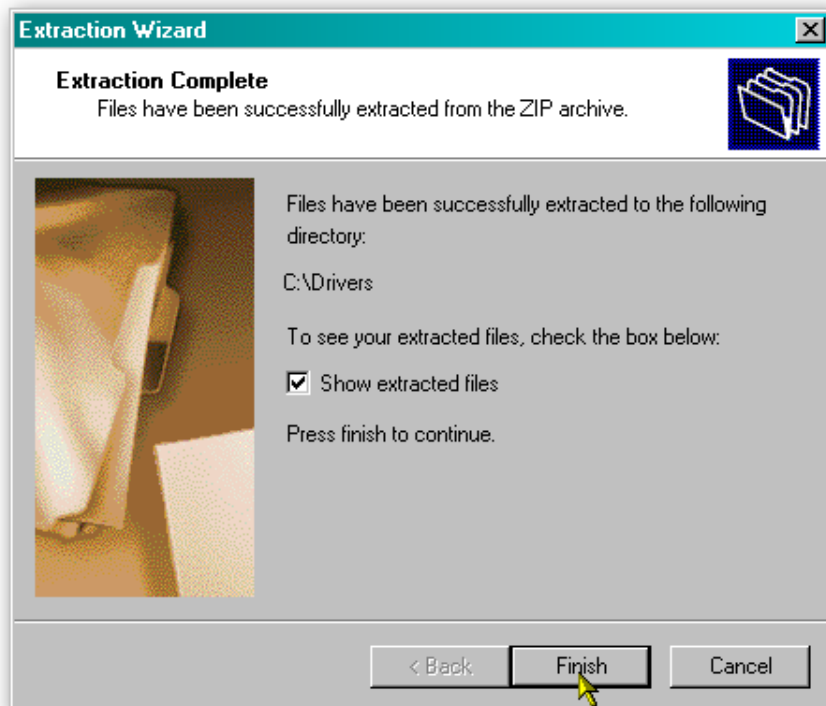 Extraction Wizard
Extraction Complete
Files have been successfully extracted from the ZIP archive.
Files have been successfully extracted to the following
directory:
C:\Drivers
To see your extracted files, check the box below:
Show extracted files
Press finish to continue.
< Back
Finish
Cancel